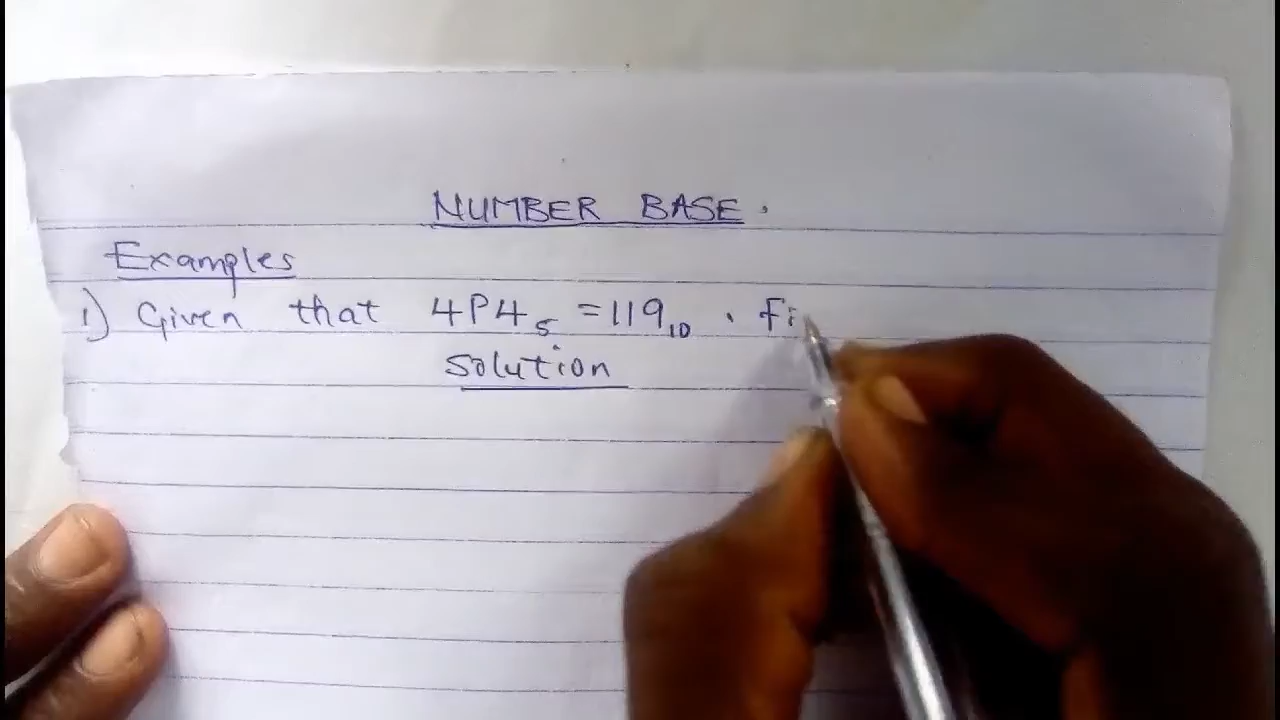 NUMBER BASE.
Examples
1) Given that 4P4₅ = 119₁₀ . Fi
solution